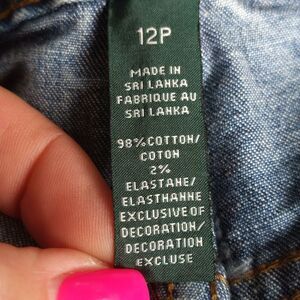 12P
MADE IN
SRI LANKA
FABRIQUE AU
SRI LANKA
98% COTTON/
COTON
2%
ELASTANE/
ELASTHANNE
EXCLUSIVE OF
DECORATION/
DECORATION
EXCLUSE